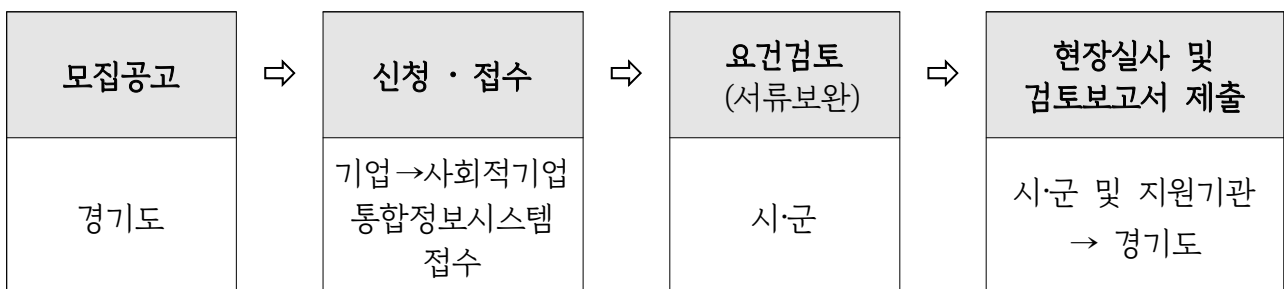 모집공고
⇨
신청 · 접수
⇨
요건검토
(서류보완)
⇨
현장실사 및
검토보고서 제출
경기도
기업→사회적기업
통합정보시스템
접수
시·군
시·군 및 지원기관
→ 경기도